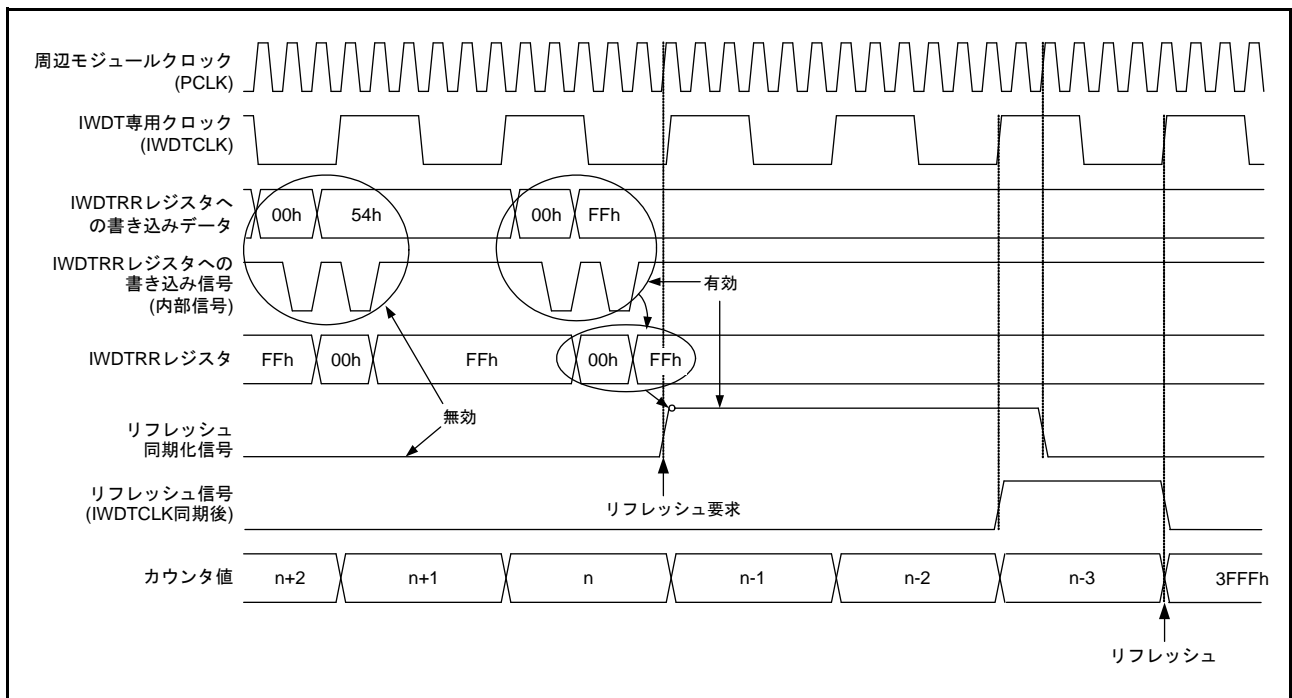 周辺モジュールクロック
(PCLK)
IWDT専用クロック
(IWDTCLK)
IWDTRRレジスタへ
の書き込みデータ
00h 54h 00h FFh
IWDTRRレジスタへの
書き込み信号
(内部信号)
有効
IWDTRRレジスタ
FFh 00h FFh 00h FFh
無効
リフレッシュ
同期化信号
リフレッシュ要求
リフレッシュ信号
(IWDTCLK同期後)
カウンタ値
n+2 n+1 n n-1 n-2 n-3 3FFFh
リフレッシュ